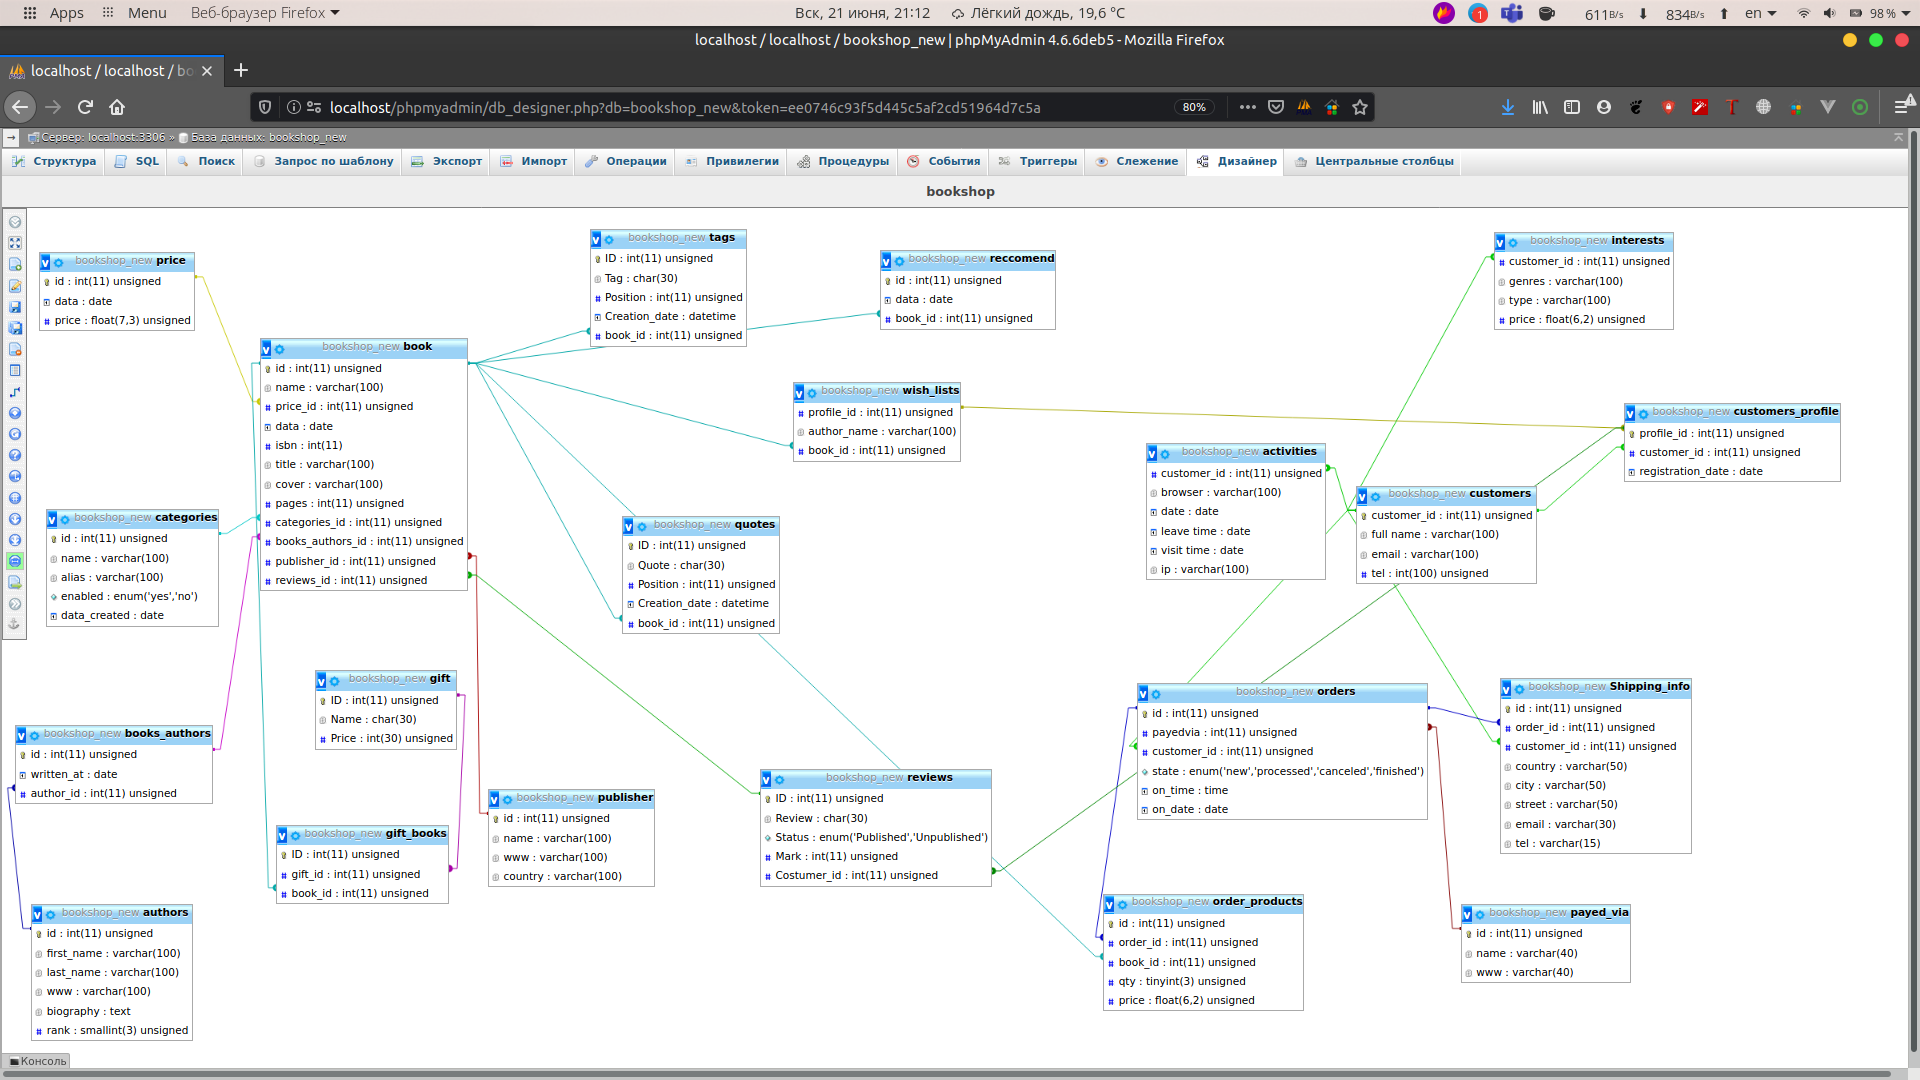 Apps Menu Веб-браузер Firefox Вск, 21 июня, 21:12 Лёгкий дождь, 19,6 °C 1 611B/s 834B/s en 98 %
localhost / localhost / bookshop_new | phpMyAdmin 4.6.6deb5 - Mozilla Firefox
localhost / localhost / bo
localhost/phpmyadmin/db_designer.php?db=bookshop_new&token=ee0746c93f5d445c5af2cd51964d7c5a 80%
Сервер: localhost:3306 » База данных: bookshop_new
Структура SQL Поиск Запрос по шаблону Экспорт Импорт Операции Привилегии Процедуры События Триггеры Слежение Дизайнер Центральные столбцы
bookshop
bookshop_new price
id : int(11) unsigned
data : date
price : float(7,3) unsigned
bookshop_new tags
ID : int(11) unsigned
Tag : char(30)
Position : int(11) unsigned
Creation_date : datetime
book_id : int(11) unsigned
bookshop_new reccomend
id : int(11) unsigned
data : date
book_id : int(11) unsigned
bookshop_new interests
customer_id : int(11) unsigned
genres : varchar(100)
type : varchar(100)
price : float(6,2) unsigned
bookshop_new book
id : int(11) unsigned
name : varchar(100)
price_id : int(11) unsigned
data : date
isbn : int(11)
title : varchar(100)
cover : varchar(100)
pages : int(11) unsigned
categories_id : int(11) unsigned
books_authors_id : int(11) unsigned
publisher_id : int(11) unsigned
reviews_id : int(11) unsigned
bookshop_new wish_lists
profile_id : int(11) unsigned
author_name : varchar(100)
book_id : int(11) unsigned
bookshop_new customers_profile
profile_id : int(11) unsigned
customer_id : int(11) unsigned
registration_date : date
bookshop_new activities
customer_id : int(11) unsigned
browser : varchar(100)
date : date
leave time : date
visit time : date
ip : varchar(100)
bookshop_new customers
customer_id : int(11) unsigned
full name : varchar(100)
email : varchar(100)
tel : int(100) unsigned
bookshop_new categories
id : int(11) unsigned
name : varchar(100)
alias : varchar(100)
enabled : enum('yes','no')
data_created : date
bookshop_new quotes
ID : int(11) unsigned
Quote : char(30)
Position : int(11) unsigned
Creation_date : datetime
book_id : int(11) unsigned
bookshop_new gift
ID : int(11) unsigned
Name : char(30)
Price : int(30) unsigned
bookshop_new orders
id : int(11) unsigned
payedvia : int(11) unsigned
customer_id : int(11) unsigned
state : enum('new','processed','canceled','finished')
on_time : time
on_date : date
bookshop_new Shipping_info
id : int(11) unsigned
order_id : int(11) unsigned
customer_id : int(11) unsigned
country : varchar(50)
city : varchar(50)
street : varchar(50)
email : varchar(30)
tel : varchar(15)
bookshop_new books_authors
id : int(11) unsigned
written_at : date
author_id : int(11) unsigned
bookshop_new reviews
ID : int(11) unsigned
Review : char(30)
Status : enum('Published','Unpublished')
Mark : int(11) unsigned
Costumer_id : int(11) unsigned
bookshop_new publisher
id : int(11) unsigned
name : varchar(100)
www : varchar(100)
country : varchar(100)
bookshop_new gift_books
ID : int(11) unsigned
gift_id : int(11) unsigned
book_id : int(11) unsigned
bookshop_new authors
id : int(11) unsigned
first_name : varchar(100)
last_name : varchar(100)
www : varchar(100)
biography : text
rank : smallint(3) unsigned
bookshop_new order_products
id : int(11) unsigned
order_id : int(11) unsigned
book_id : int(11) unsigned
qty : tinyint(3) unsigned
price : float(6,2) unsigned
bookshop_new payed_via
id : int(11) unsigned
name : varchar(40)
www : varchar(40)
Консоль